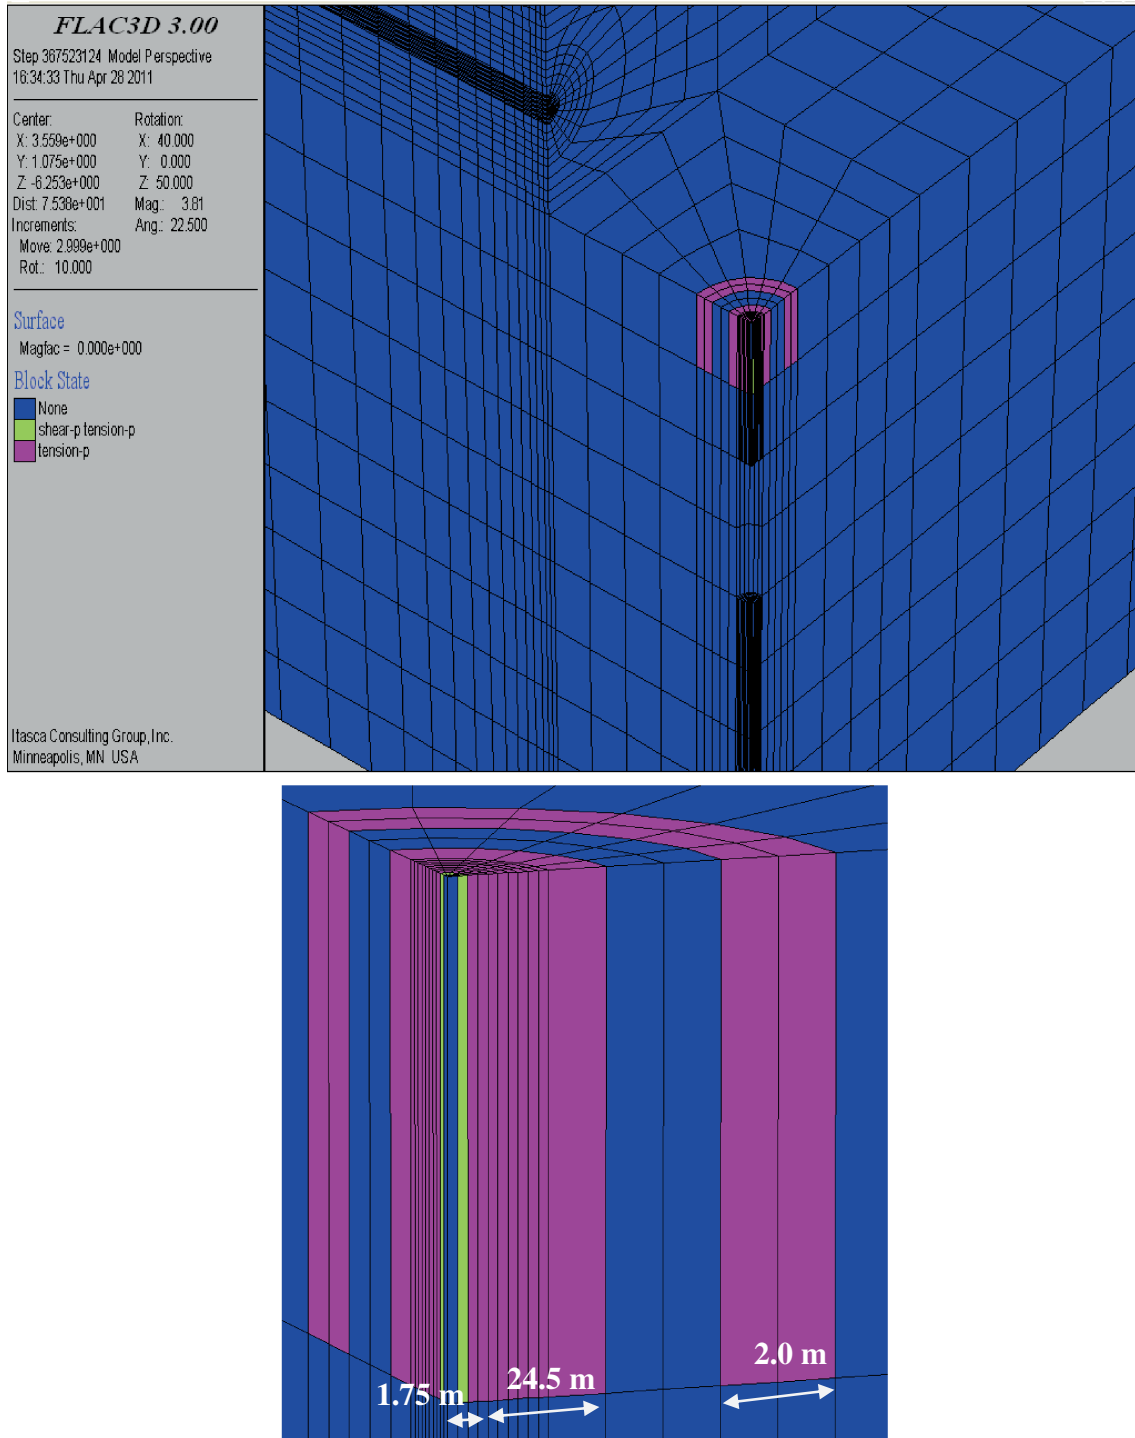 FLAC3D 3.00
Step 367523124 Model Perspective
16:34:33 Thu Apr 28 2011
Center: Rotation:
X: 3.559e+000 X: 40.000
Y: 1.075e+000 Y: 0.000
Z: -6.253e+000 Z: 50.000
Dist: 7.538e+001 Mag.: 3.81
Increments: Ang.: 22.500
Move: 2.999e+000
Rot.: 10.000
Surface
Magfac = 0.000e+000
Block State
None
shear-p tension-p
tension-p
Itasca Consulting Group, Inc.
Minneapolis, MN USA
2.0 m
24.5 m
1.75 m